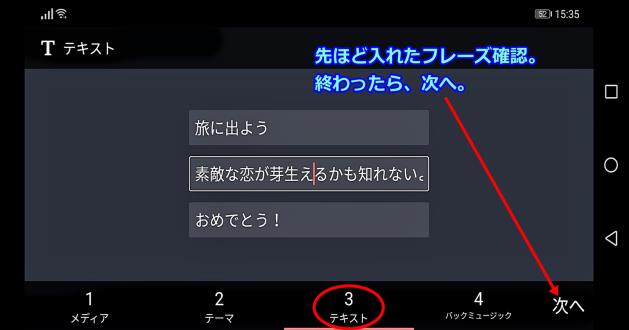 52 15:35
T テキスト
先ほど入れたフレーズ確認。
終わったら、次へ。
旅に出よう
素敵な恋が芽生えるかも知れない。
おめでとう！
1 2 3 4
メディア テーマ テキスト バックミュージック 次へ